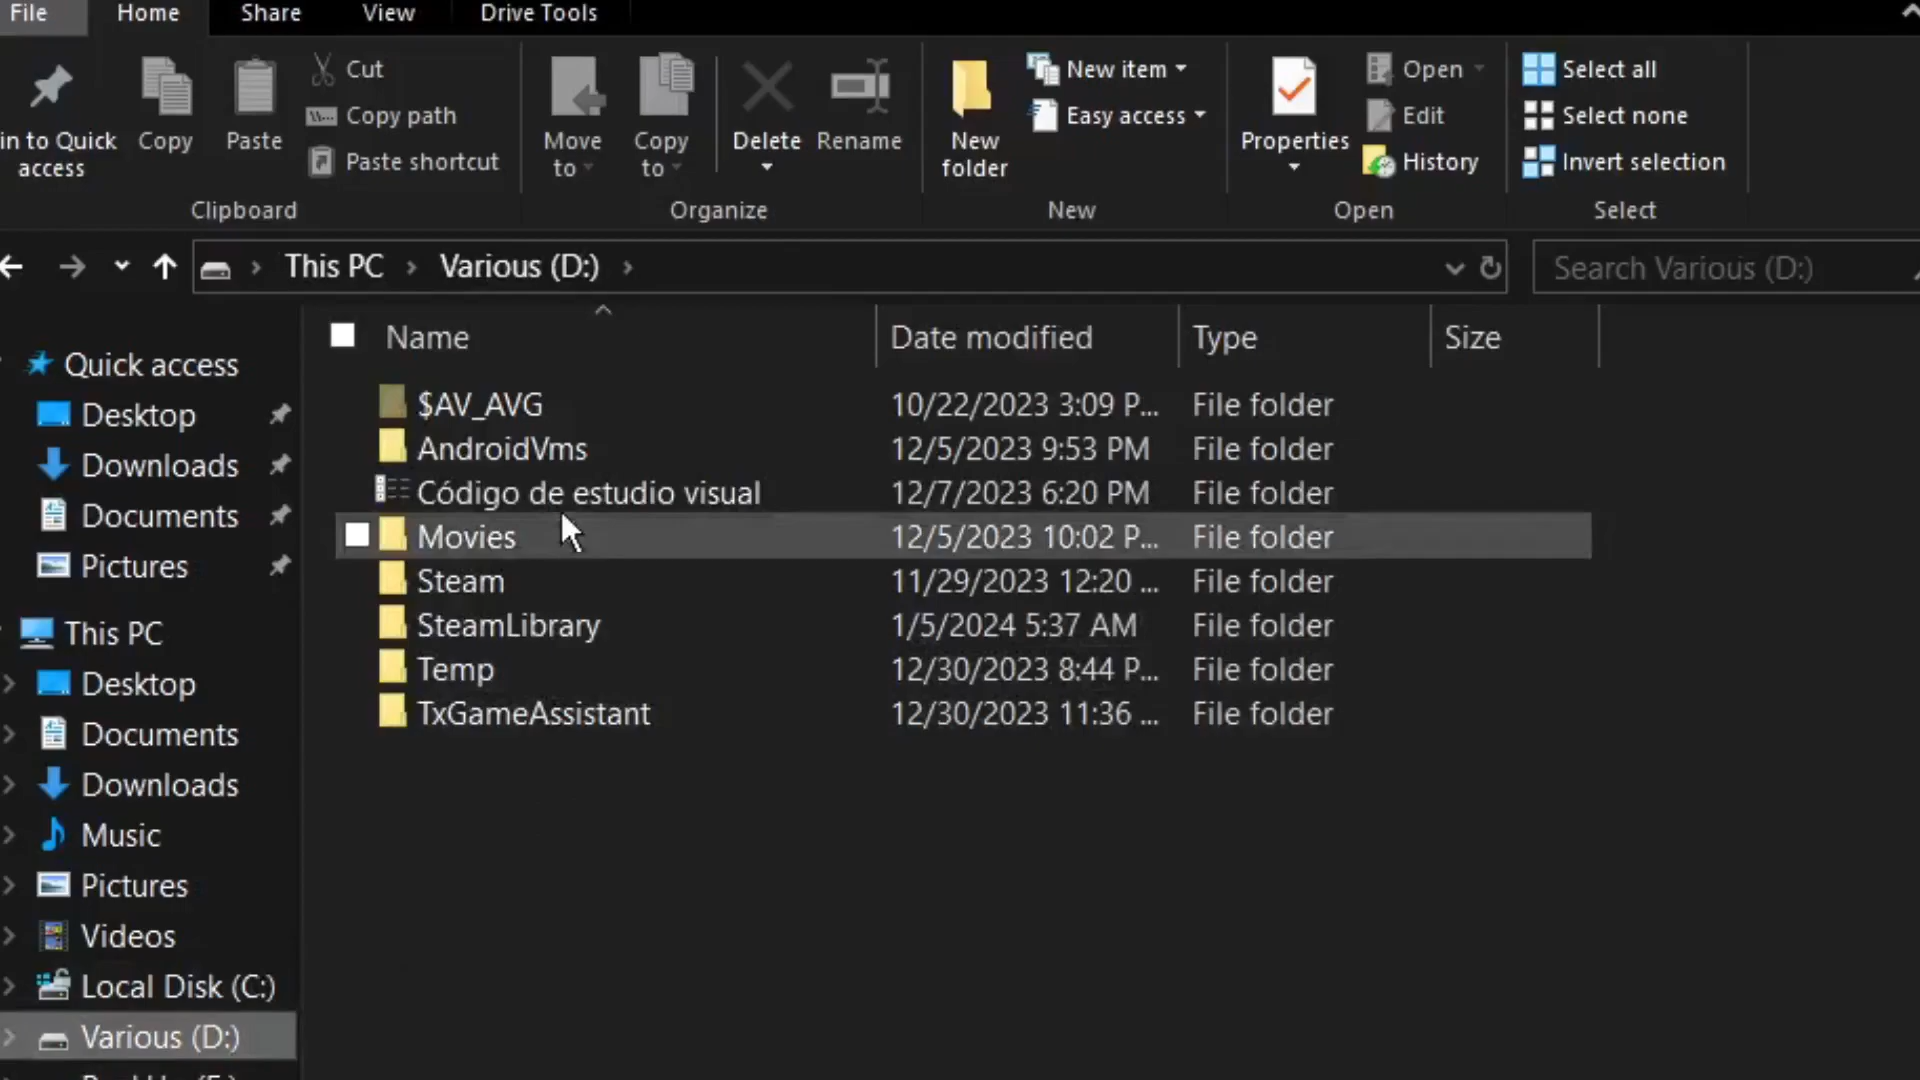 File Home Share View Drive Tools
in to Quick access
Copy
Paste
Cut
Copy path
Paste shortcut
Clipboard
Move to
Copy to
Delete
Rename
Organize
New folder
New item
Easy access
New
Properties
Open
Edit
History
Open
Select all
Select none
Invert selection
Select
This PC Various (D:)
Search Various (D:)
Quick access
Desktop
Downloads
Documents
Pictures
This PC
Desktop
Documents
Downloads
Music
Pictures
Videos
Local Disk (C:)
Various (D:)
Name Date modified Type Size
$AV_AVG 10/22/2023 3:09 P... File folder
AndroidVms 12/5/2023 9:53 PM File folder
Código de estudio visual 12/7/2023 6:20 PM File folder
Movies 12/5/2023 10:02 P... File folder
Steam 11/29/2023 12:20 ... File folder
SteamLibrary 1/5/2024 5:37 AM File folder
Temp 12/30/2023 8:44 P... File folder
TxGameAssistant 12/30/2023 11:36 ... File folder